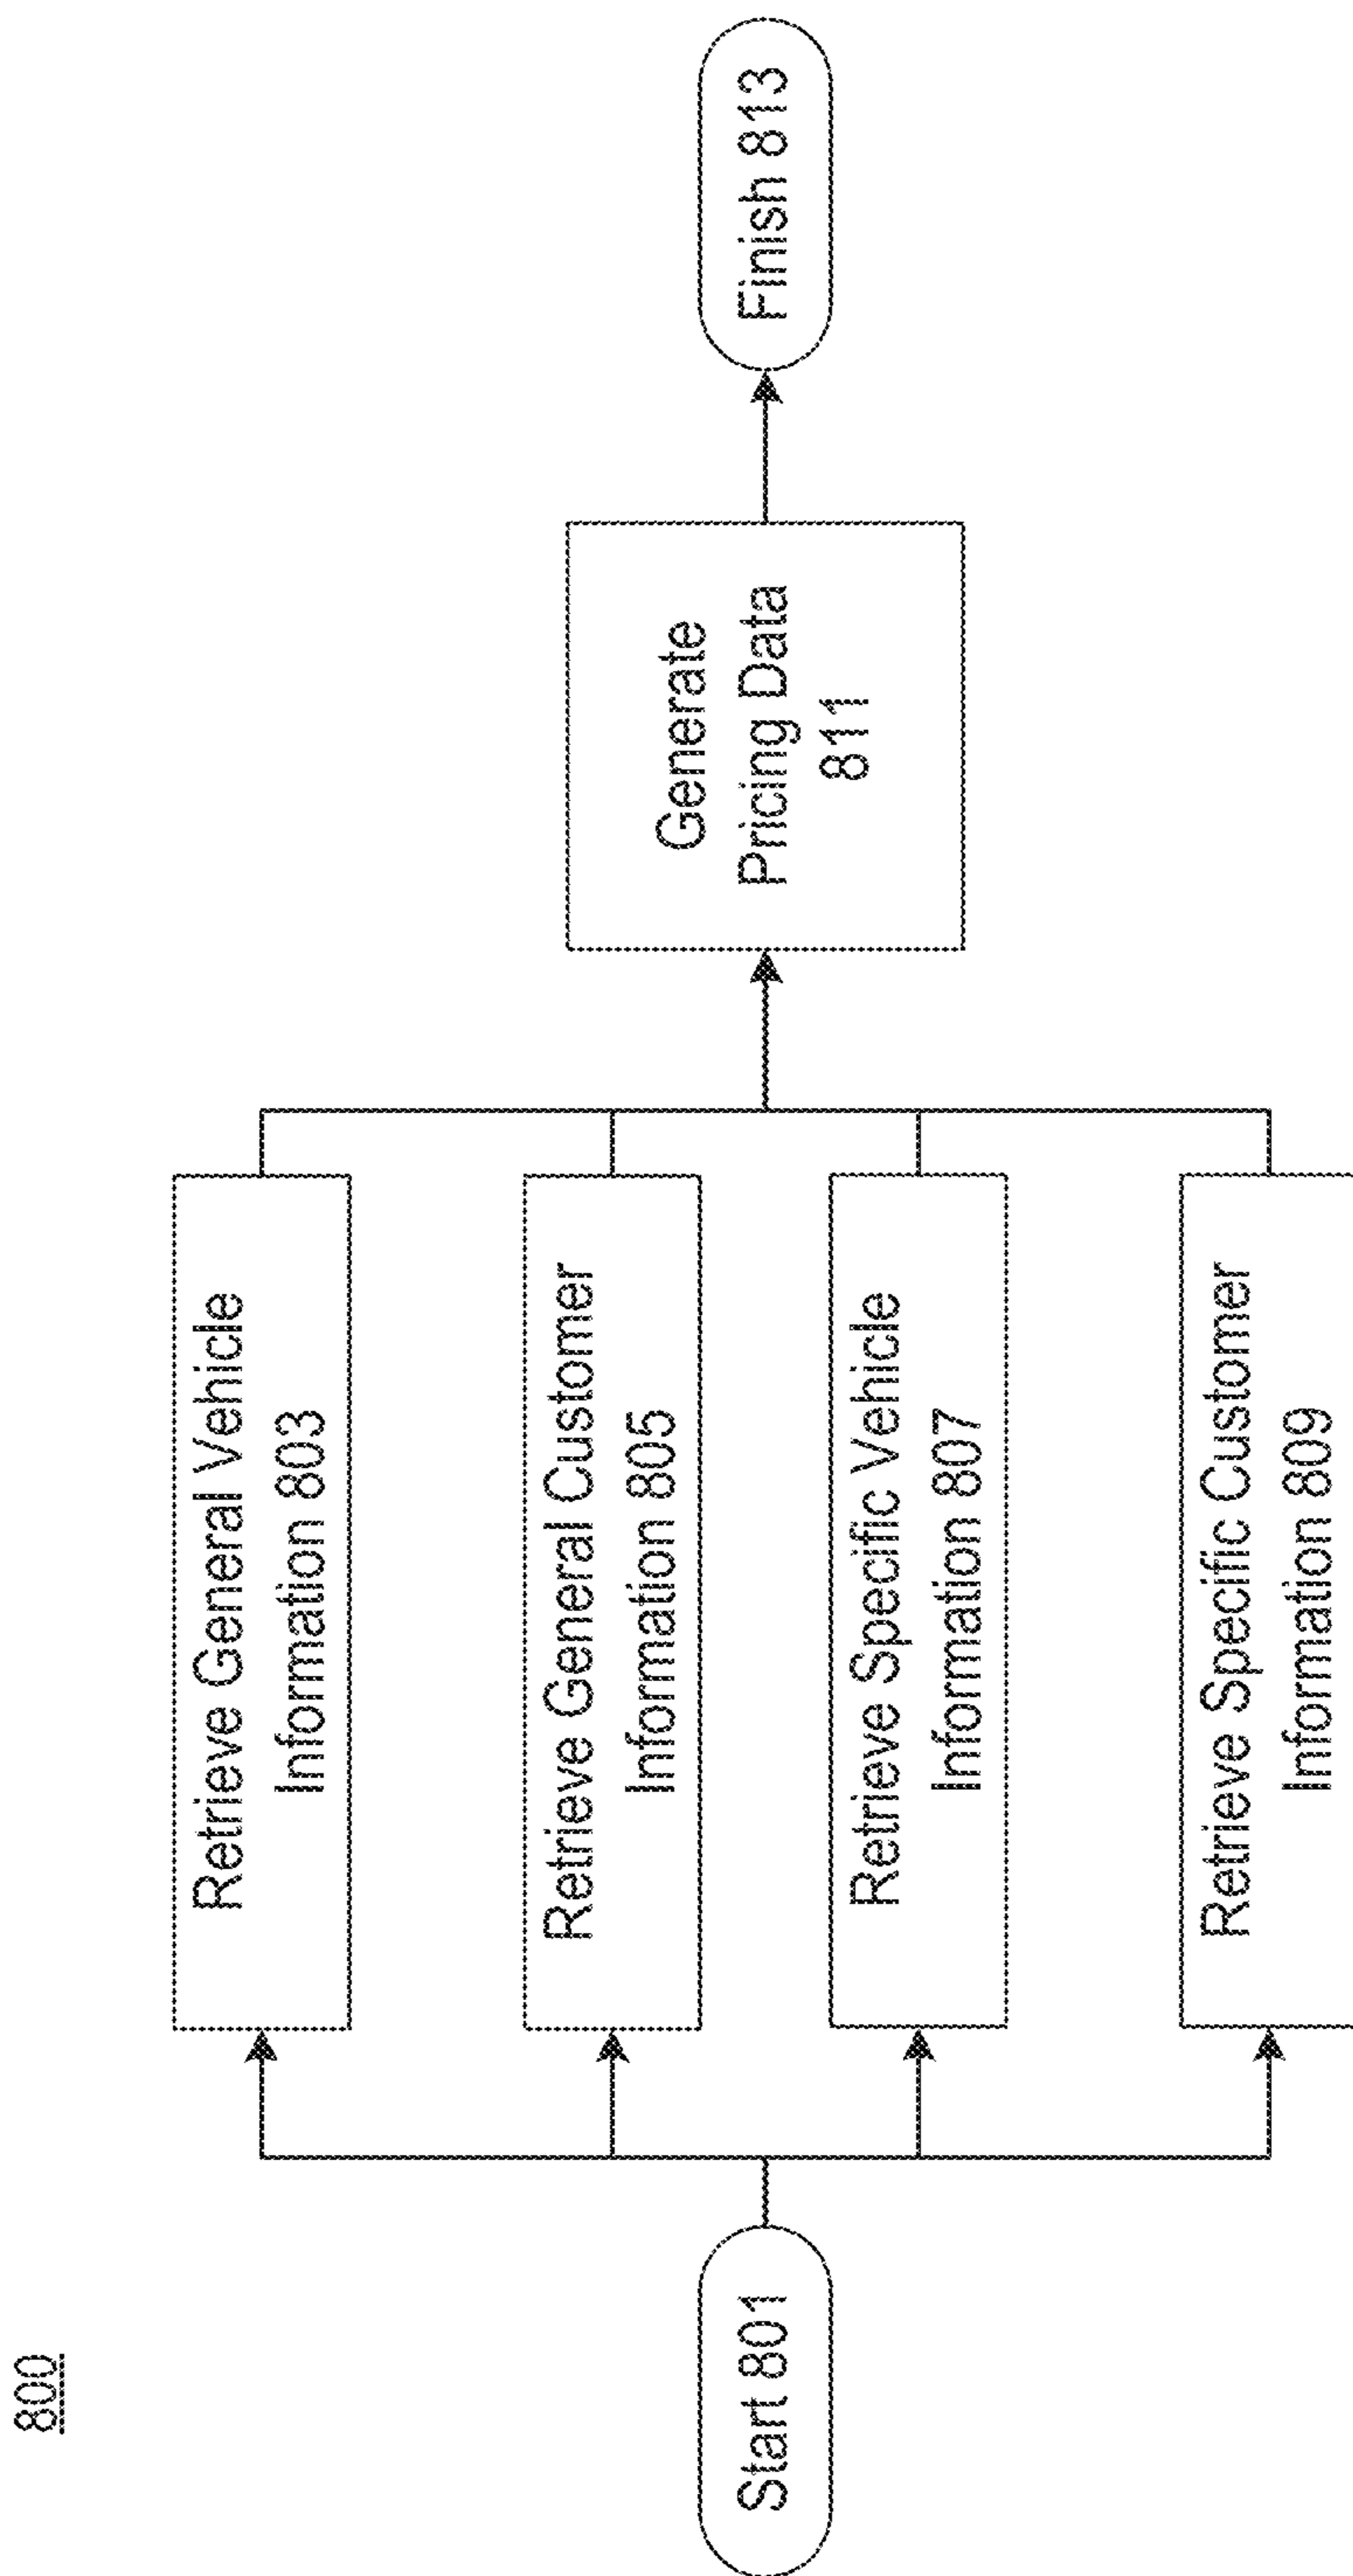 800
Start 801
Retrieve General Vehicle
Information 803
Retrieve General Customer
Information 805
Retrieve Specific Vehicle
Information 807
Retrieve Specific Customer
Information 809
Generate
Pricing Data
811
Finish 813